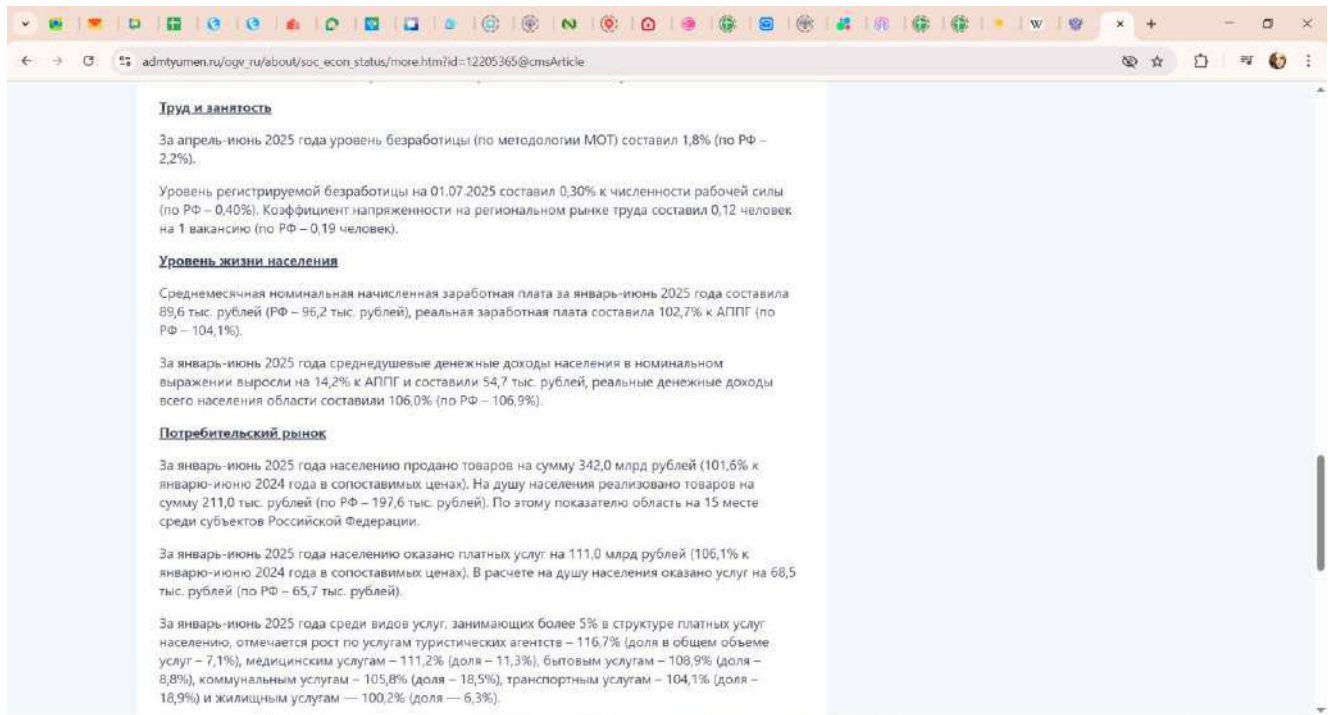 admtyumen.ru/ogv_ru/about/soc_econ_status/more.htm?id=12205365@cmsArticle
Труд и занятость
За апрель-июнь 2025 года уровень безработицы (по методологии МОТ) составил 1,8% (по РФ –
2,2%).
Уровень регистрируемой безработицы на 01.07.2025 составил 0,30% к численности рабочей силы
(по РФ – 0,40%). Коэффициент напряженности на региональном рынке труда составил 0,12 человек
на 1 вакансию (по РФ – 0,19 человек).
Уровень жизни населения
Среднемесячная номинальная начисленная заработная плата за январь-июнь 2025 года составила
89,6 тыс. рублей (РФ – 96,2 тыс. рублей), реальная заработная плата составила 102,7% к АППГ (по
РФ – 104,1%).
За январь-июнь 2025 года среднедушевые денежные доходы населения в номинальном
выражении выросли на 14,2% к АППГ и составили 54,7 тыс. рублей, реальные денежные доходы
всего населения области составили 106,0% (по РФ – 106,9%).
Потребительский рынок
За январь-июнь 2025 года населению продано товаров на сумму 342,0 млрд рублей (101,6% к
январю-июню 2024 года в сопоставимых ценах). На душу населения реализовано товаров на
сумму 211,0 тыс. рублей (по РФ – 197,6 тыс. рублей). По этому показателю область на 15 месте
среди субъектов Российской Федерации.
За январь-июнь 2025 года населению оказано платных услуг на 111,0 млрд рублей (106,1% к
январю-июню 2024 года в сопоставимых ценах). В расчете на душу населения оказано услуг на 68,5
тыс. рублей (по РФ – 65,7 тыс. рублей).
За январь-июнь 2025 года среди видов услуг, занимающих более 5% в структуре платных услуг
населению, отмечается рост по услугам туристических агентств – 116,7% (доля в общем объеме
услуг – 7,1%), медицинским услугам – 111,2% (доля – 11,3%), бытовым услугам – 108,9% (доля –
8,8%), коммунальным услугам – 105,8% (доля – 18,5%), транспортным услугам – 104,1% (доля –
18,9%) и жилищным услугам — 100,2% (доля — 6,3%).